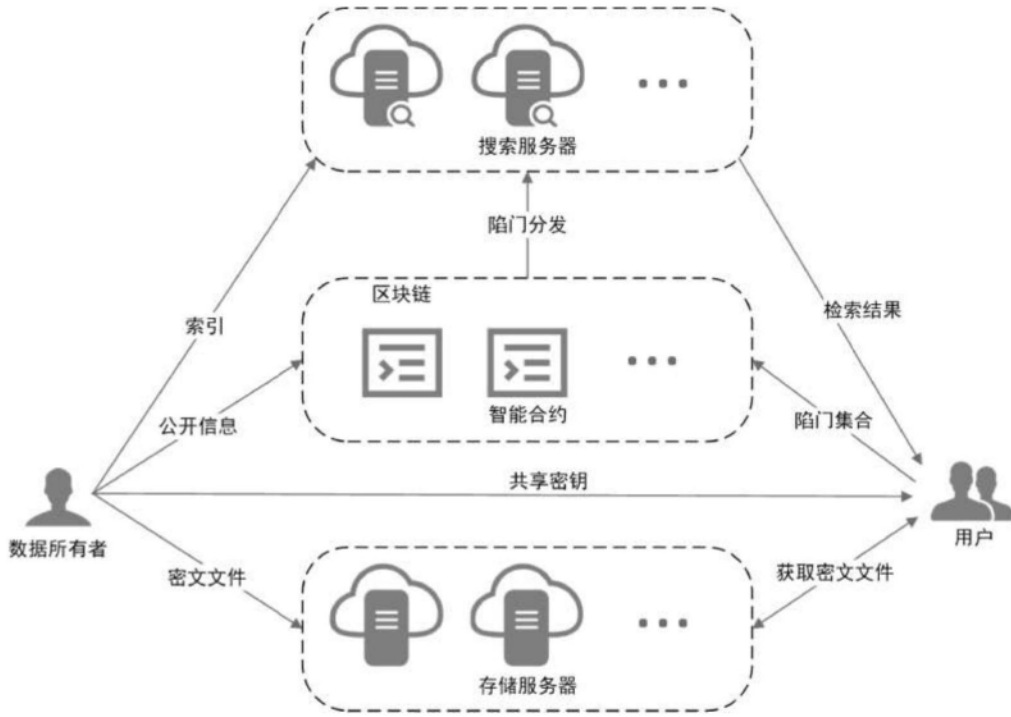 搜索服务器
陷门分发
区块链
索引
检索结果
智能合约
公开信息
陷门集合
共享密钥
数据所有者
用户
密文文件
获取密文文件
存储服务器